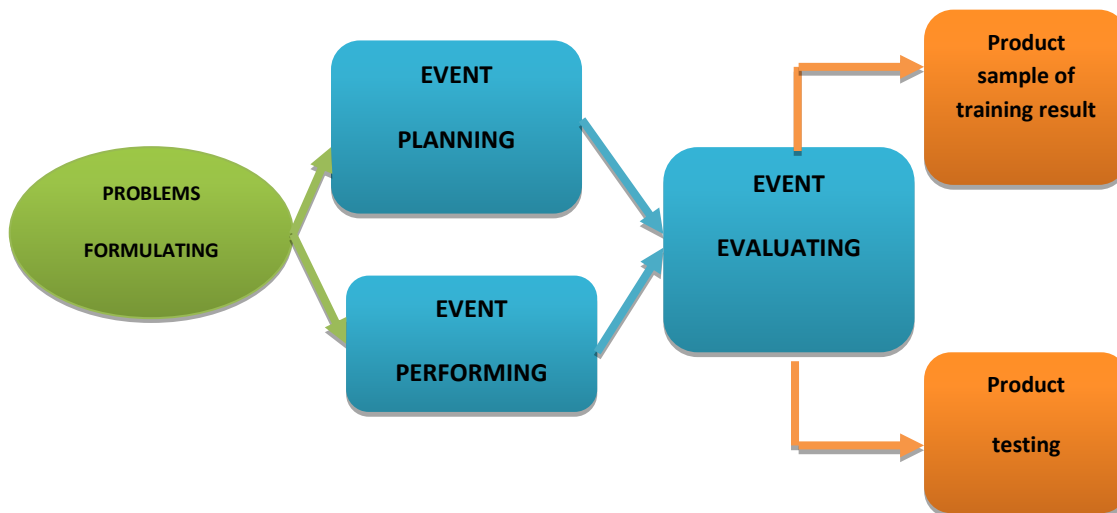 PROBLEMS
FORMULATING
EVENT
PLANNING
EVENT
PERFORMING
EVENT
EVALUATING
Product
sample of
training result
Product
testing